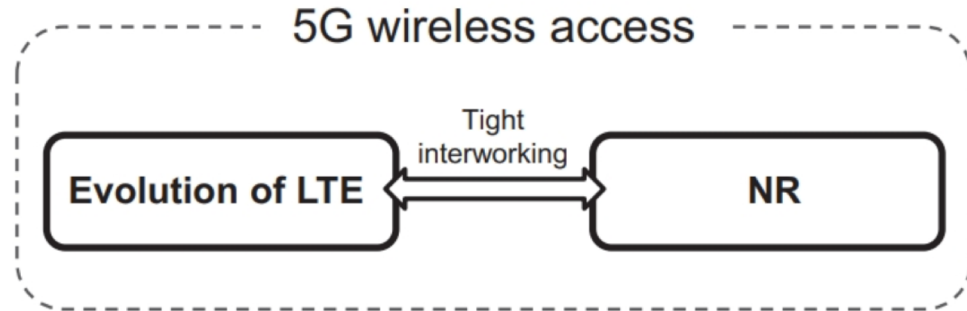 5G wireless access
Tight
interworking
Evolution of LTE
NR